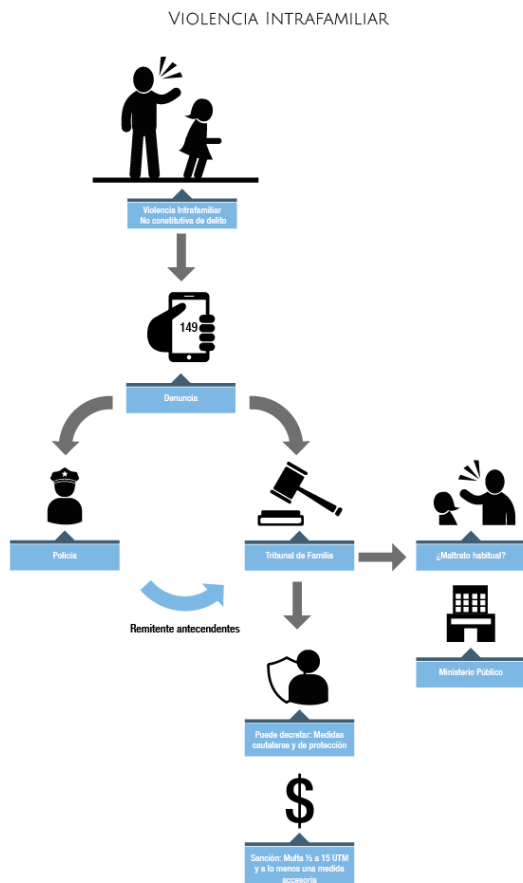 VIOLENCIA INTRAFAMILIAR
Violencia Intrafamiliar
No constitutiva de delito
149
Denuncia
Policía
Tribunal de Familia
¿Maltrato habitual?
Remitente antecendentes
Ministerio Público
Puede decretar: Medidas
cautelares y de protección
$
Sanción: Multa ½ a 15 UTM
y a lo menos una medida
accesoria